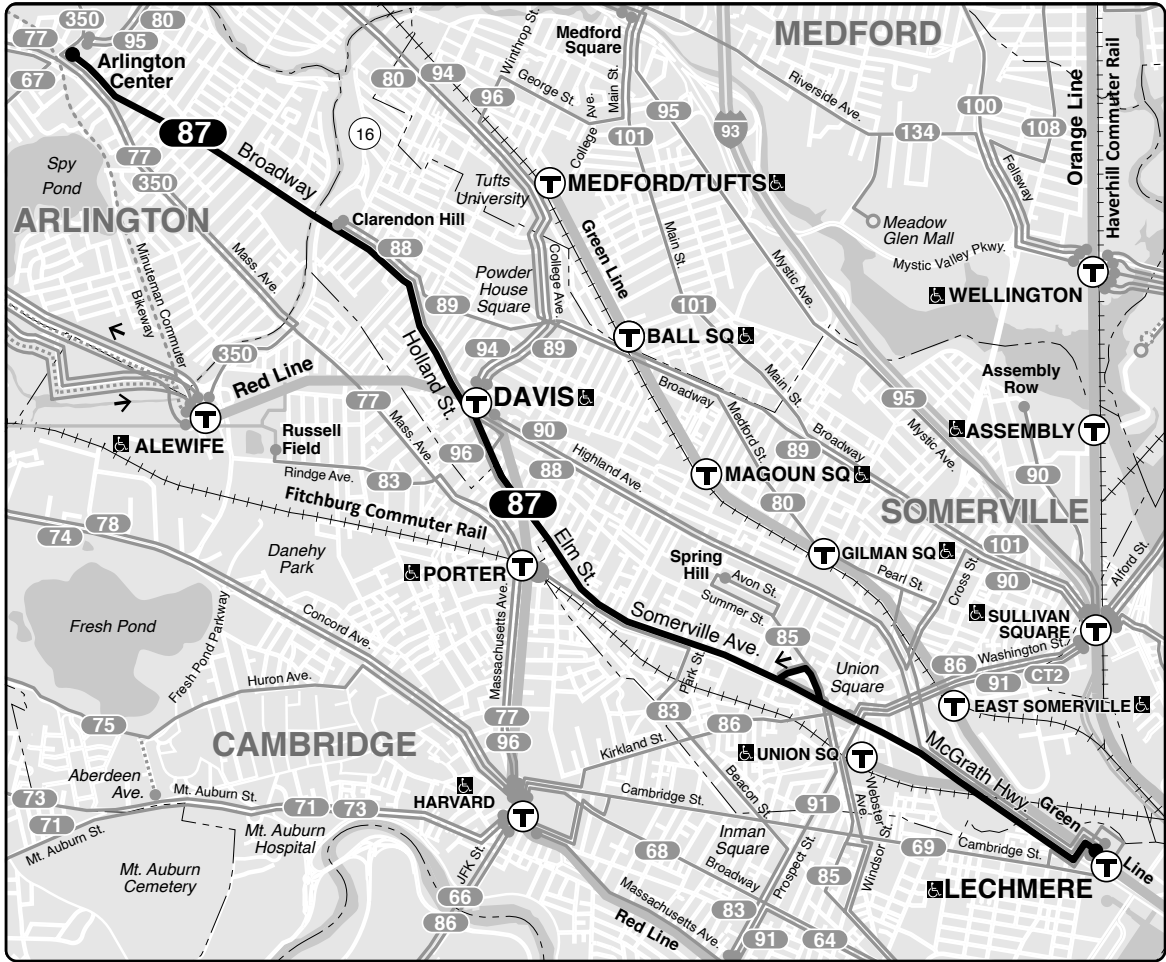 350
80
77
95
Arlington
Center
67
87
Broadway
Spy
Pond
77
350
ARLINGTON
Minuteman Commuter
Bikeway
Mass. Ave.
16
Clarendon Hill
88
80
94
96
Winthrop St.
George St.
Medford
Square
Main St.
College Ave.
101
95
MEDFORD
93
Riverside Ave.
134
100
108
Fellsway
Orange Line
Haverhill Commuter Rail
Tufts
University
T
MEDFORD/TUFTS
Green Line
Main St.
Meadow
Glen Mall
Mystic Valley Pkwy.
Mystic Ave.
T
WELLINGTON
Powder
House
Square
College Ave.
89
101
T
BALL SQ
94
89
350
Red Line
Holland St.
77
T
ALEWIFE
Russell
Field
Mass. Ave.
T
DAVIS
90
96
88
Highland Ave.
Broadway
Main St.
Medford St.
89
Broadway
95
Mystic Ave.
Assembly
Row
T
ASSEMBLY
90
Rindge Ave.
83
Fitchburg Commuter Rail
87
T
MAGOUN SQ
80
SOMERVILLE
78
74
Danehy
Park
T
PORTER
Elm St.
Spring
Hill
Avon St.
Summer St.
T
GILMAN SQ
Pearl St.
Cross St.
101
90
Alford St.
T
SULLIVAN
SQUARE
Washington St.
86
91
CT2
Fresh Pond
Fresh Pond Parkway
Concord Ave.
Massachusetts Ave.
Somerville Ave.
85
Park St.
Union
Square
T
EAST SOMERVILLE
Huron Ave.
75
CAMBRIDGE
77
96
83
86
Kirkland St.
T
UNION SQ
McGrath Hwy.
Aberdeen
Ave.
Mt. Auburn St.
73
71
71
73
Mt. Auburn St.
Mt. Auburn
Hospital
Mt. Auburn
Cemetery
T
HARVARD
Cambridge St.
Beacon St.
91
Webster
Ave.
Windsor St.
Green
Line
69
Cambridge St.
T
LECHMERE
Inman
Square
68
Broadway
Prospect St.
85
JFK St.
66
86
Massachusetts Ave.
Red Line
83
91
64